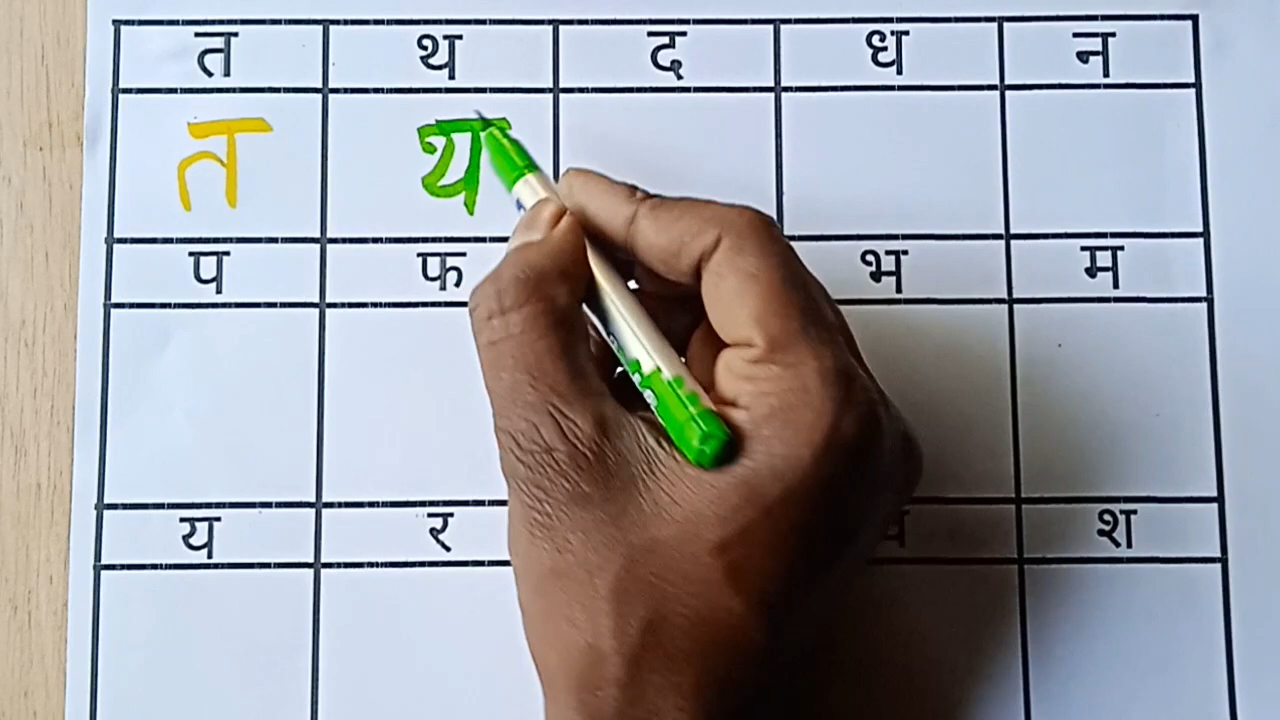 त थ द ध न
त थ
प फ भ म
य र श